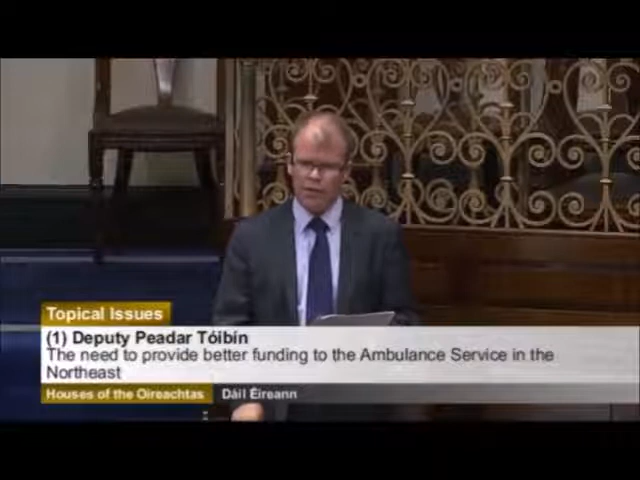 Topical Issues
(1) Deputy Peadar Tóibín
The need to provide better funding to the Ambulance Service in the
Northeast
Houses of the Oireachtas Dáil Éireann